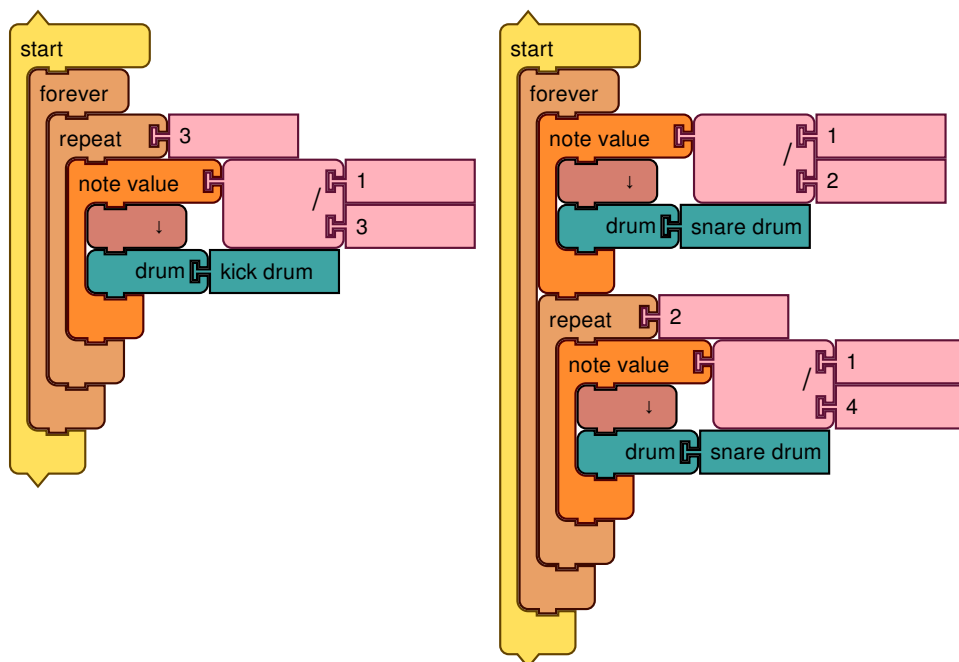 start
forever
repeat 3
note value / 1
3
↓
drum kick drum
start
forever
note value / 1
2
↓
drum snare drum
repeat 2
note value / 1
4
↓
drum snare drum